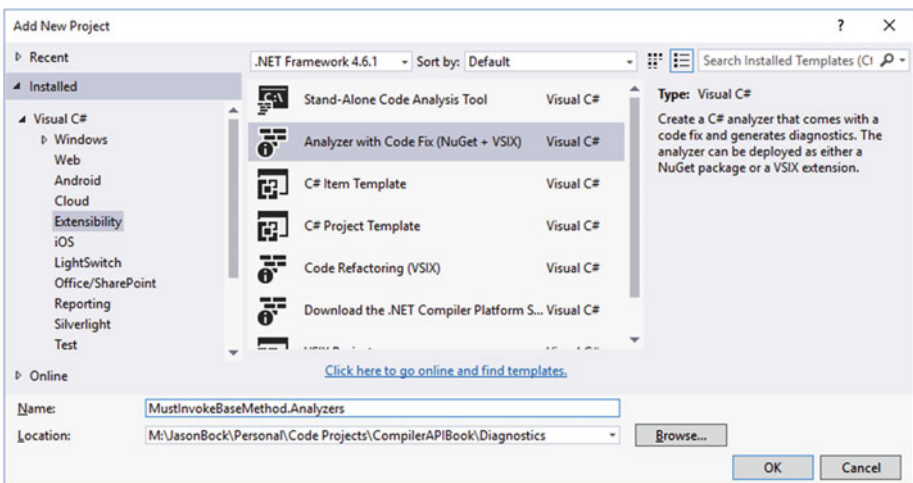 Add New Project
?
Recent
.NET Framework 4.6.1
Sort by: Default
Search Installed Templates (Ct
Installed
Visual C#
Windows
Web
Android
Cloud
Extensibility
iOS
LightSwitch
Office/SharePoint
Reporting
Silverlight
Test
Online
Stand-Alone Code Analysis Tool Visual C#
Analyzer with Code Fix (NuGet + VSIX) Visual C#
C# Item Template Visual C#
C# Project Template Visual C#
Code Refactoring (VSIX) Visual C#
Download the .NET Compiler Platform S... Visual C#
Click here to go online and find templates.
Type: Visual C#
Create a C# analyzer that comes with a
code fix and generates diagnostics. The
analyzer can be deployed as either a
NuGet package or a VSIX extension.
Name: MustInvokeBaseMethod.Analyzers
Location: M:\JasonBock\Personal\Code Projects\CompilerAPIBook\Diagnostics
Browse...
OK
Cancel